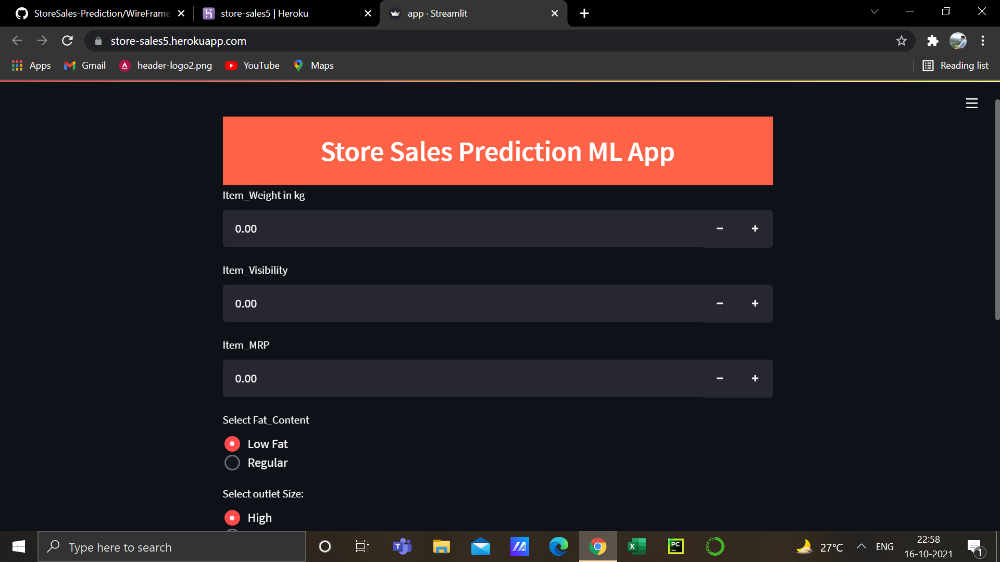 StoreSales-Prediction/WireFrame
store-sales5 | Heroku
app · Streamlit
store-sales5.herokuapp.com
Apps
Gmail
header-logo2.png
YouTube
Maps
Reading list
Store Sales Prediction ML App
Item_Weight in kg
0.00
Item_Visibility
0.00
Item_MRP
0.00
Select Fat_Content
Low Fat
Regular
Select outlet Size:
High
Type here to search
27°C
ENG
22:58
16-10-2021
1